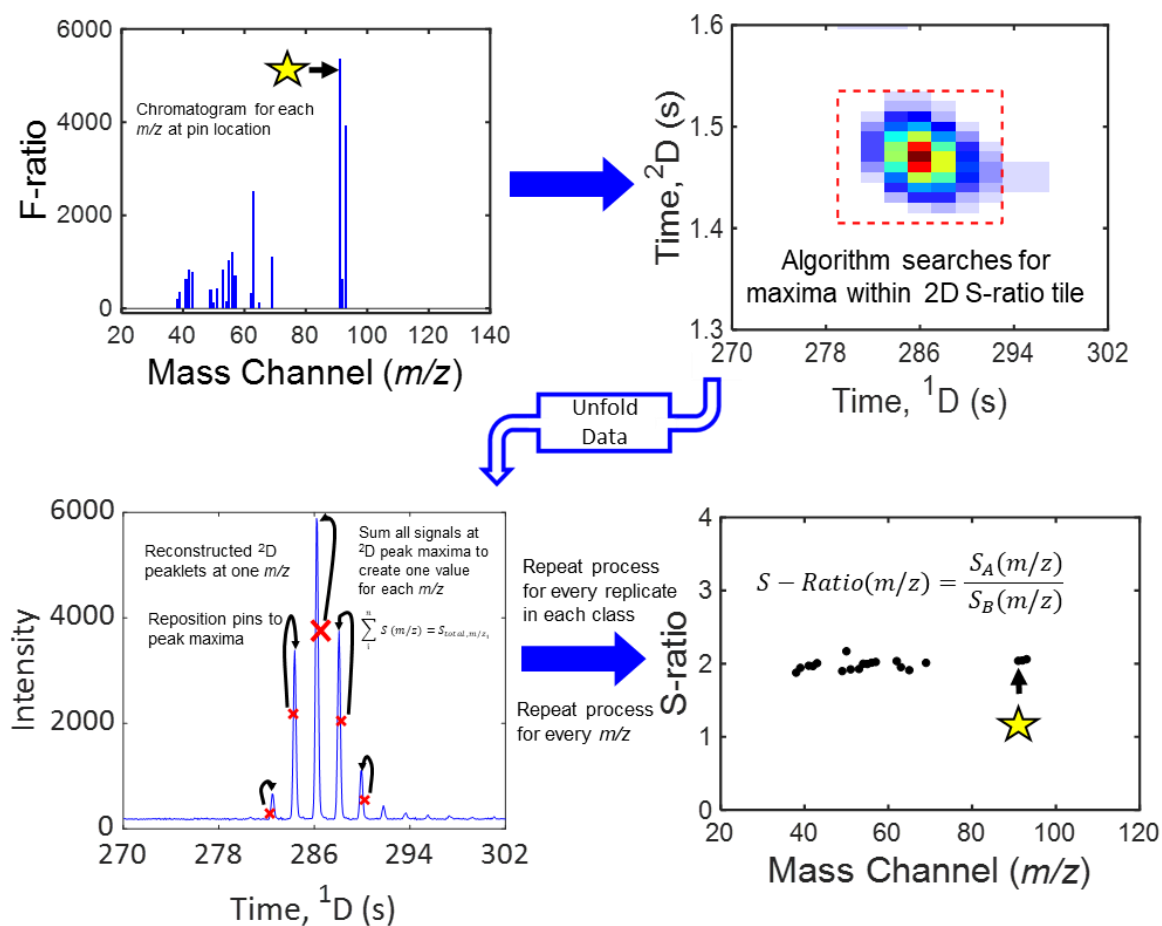 6000
4000
2000
0
F-ratio
Chromatogram for each
m/z at pin location
20 40 60 80 100 120 140
Mass Channel (m/z)
1.6
1.5
1.4
1.3
Time, ²D (s)
Algorithm searches for
maxima within 2D S-ratio tile
270 278 286 294 302
Time, ¹D (s)
Unfold
Data
6000
4000
2000
0
Intensity
Reconstructed ²D
peaklets at one m/z
Reposition pins to
peak maxima
Sum all signals at
²D peak maxima to
create one value
for each m/z
n
∑ S (m/z) = S_total,m/z_s
i
270 278 286 294 302
Time, ¹D (s)
Repeat process
for every replicate
in each class
Repeat process
for every m/z
4
3
2
1
0
S-ratio
S − Ratio(m/z) = S_A(m/z) / S_B(m/z)
20 40 60 80 100 120
Mass Channel (m/z)